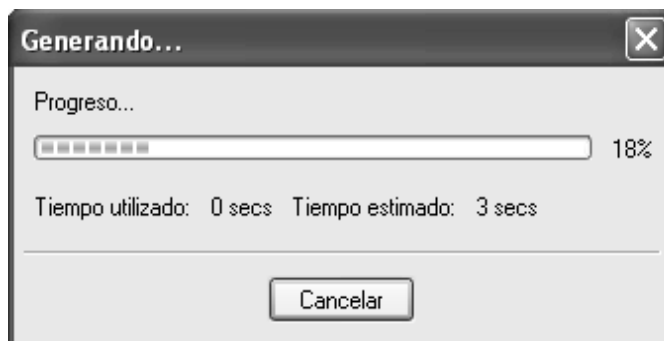 Generando...
Progreso...
18%
Tiempo utilizado: 0 secs Tiempo estimado: 3 secs
Cancelar